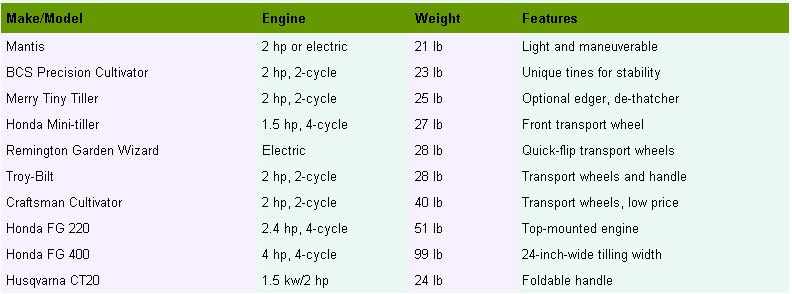 Make/Model Engine Weight Features
Mantis 2 hp or electric 21 lb Light and maneuverable
BCS Precision Cultivator 2 hp, 2-cycle 23 lb Unique tines for stability
Merry Tiny Tiller 2 hp, 2-cycle 25 lb Optional edger, de-thatcher
Honda Mini-tiller 1.5 hp, 4-cycle 27 lb Front transport wheel
Remington Garden Wizard Electric 28 lb Quick-flip transport wheels
Troy-Bilt 2 hp, 2-cycle 28 lb Transport wheels and handle
Craftsman Cultivator 2 hp, 2-cycle 40 lb Transport wheels, low price
Honda FG 220 2.4 hp, 4-cycle 51 lb Top-mounted engine
Honda FG 400 4 hp, 4-cycle 99 lb 24-inch-wide tilling width
Husqvarna CT20 1.5 kw/2 hp 24 lb Foldable handle